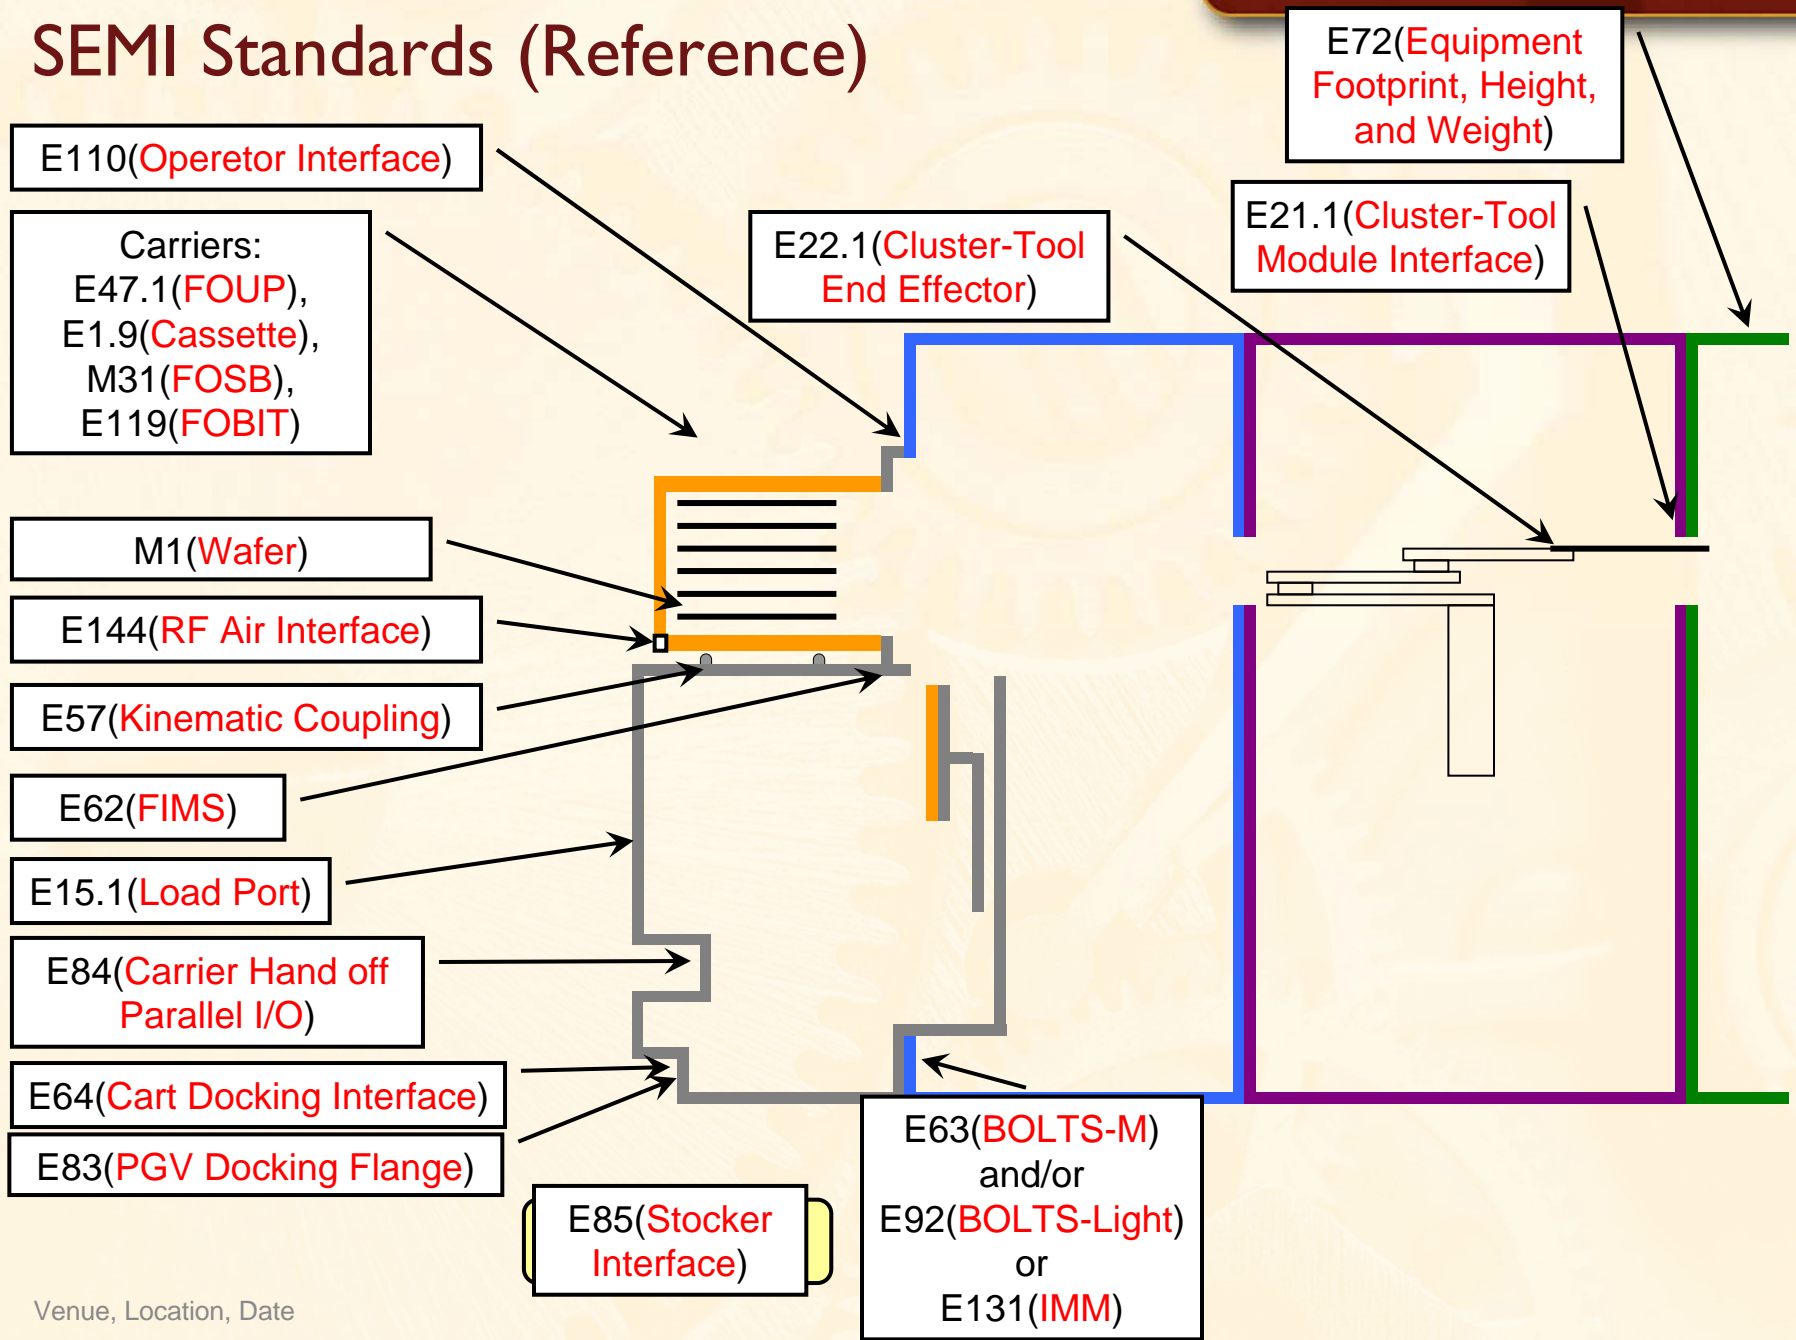 SEMI Standards (Reference)
E72(Equipment
Footprint, Height,
and Weight)
E110(Operetor Interface)
Carriers:
E47.1(FOUP),
E1.9(Cassette),
M31(FOSB),
E119(FOBIT)
E22.1(Cluster-Tool
End Effector)
E21.1(Cluster-Tool
Module Interface)
M1(Wafer)
E144(RF Air Interface)
E57(Kinematic Coupling)
E62(FIMS)
E15.1(Load Port)
E84(Carrier Hand off
Parallel I/O)
E64(Cart Docking Interface)
E83(PGV Docking Flange)
E85(Stocker
Interface)
E63(BOLTS-M)
and/or
E92(BOLTS-Light)
or
E131(IMM)
Venue, Location, Date